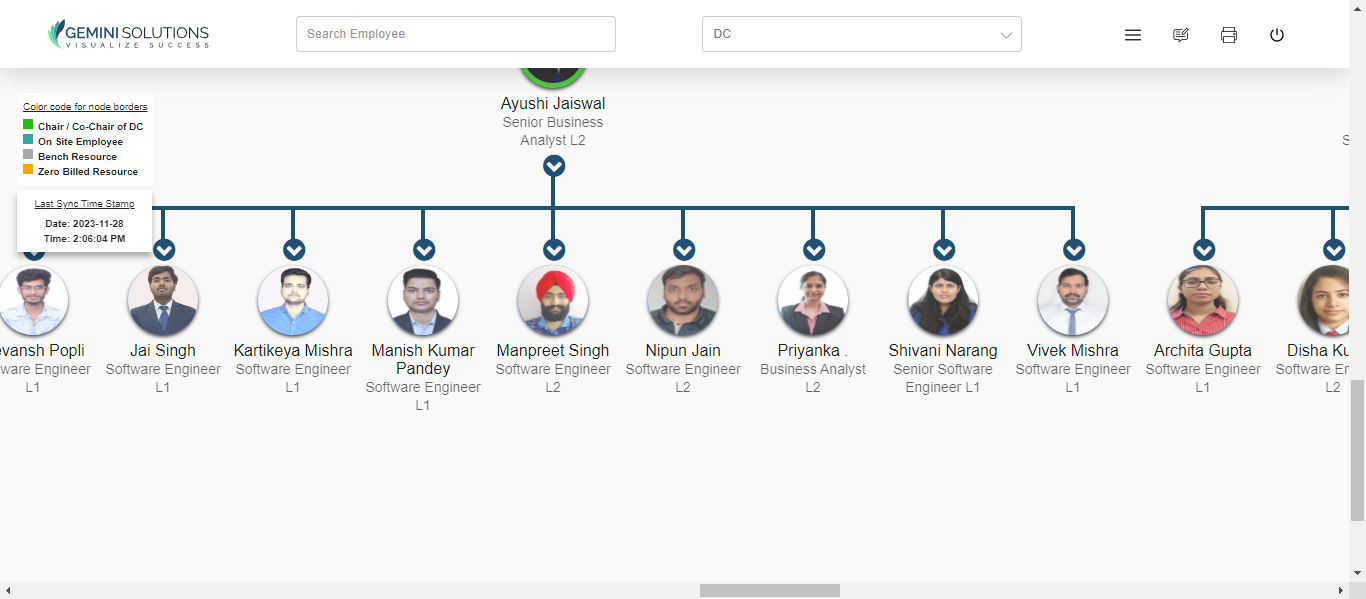 GEMINI SOLUTIONS
VISUALIZE SUCCESS
Search Employee
DC
Color code for node borders
Chair / Co-Chair of DC
On Site Employee
Bench Resource
Zero Billed Resource
Last Sync Time Stamp
Date: 2023-11-28
Time: 2:06:04 PM
Ayushi Jaiswal
Senior Business
Analyst L2
S
evansh Popli
ware Engineer
L1
Jai Singh
Software Engineer
L1
Kartikeya Mishra
Software Engineer
L1
Manish Kumar
Pandey
Software Engineer
L1
Manpreet Singh
Software Engineer
L2
Nipun Jain
Software Engineer
L2
Priyanka .
Business Analyst
L2
Shivani Narang
Senior Software
Engineer L1
Vivek Mishra
Software Engineer
L1
Archita Gupta
Software Engineer
L1
Disha Ku
Software En
L2